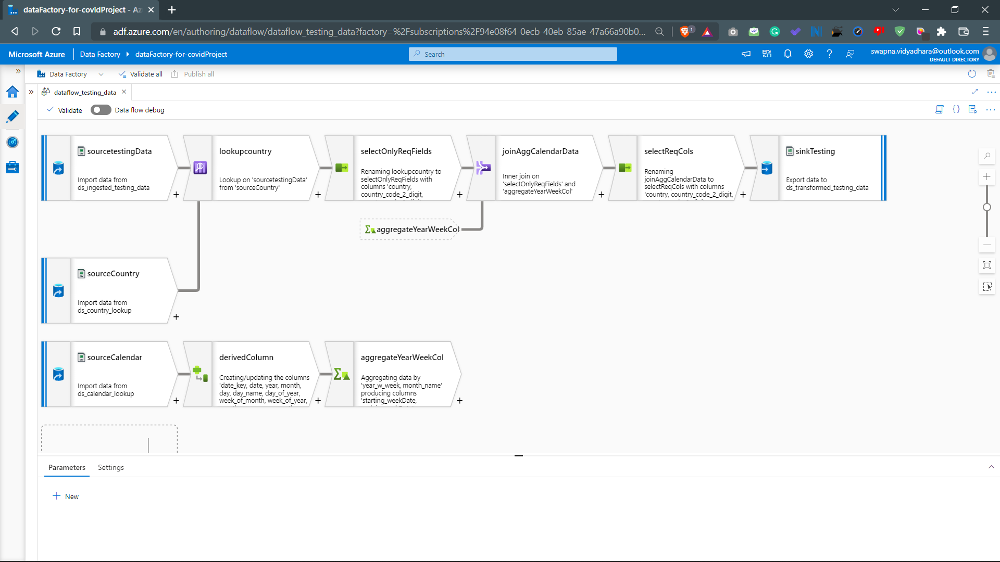 dataFactory-for-covidProject - Az
adf.azure.com/en/authoring/dataflow/dataflow_testing_data?factory=%2Fsubscriptions%2F94e08f64-0ecb-40eb-85ae-47a66a90b0...
1
Microsoft Azure
Data Factory
dataFactory-for-covidProject
Search
swapna.vidyadhara@outlook.com
DEFAULT DIRECTORY
Data Factory
Validate all
Publish all
dataflow_testing_data
Validate
Data flow debug
sourcetestingData
Import data from
ds_ingested_testing_data
lookupcountry
Lookup on 'sourcetestingData'
from 'sourceCountry'
selectOnlyReqFields
Renaming lookupcountry to
selectOnlyReqFields with
columns 'country,
country_code_2_digit,
joinAggCalendarData
Inner join on
'selectOnlyReqFields' and
'aggregateYearWeekCol'
selectReqCols
Renaming
joinAggCalendarData to
selectReqCols with columns
'country, country_code_2_digit,
sinkTesting
Export data to
ds_transformed_testing_data
aggregateYearWeekCol
sourceCountry
Import data from
ds_country_lookup
sourceCalendar
Import data from
ds_calendar_lookup
derivedColumn
Creating/updating the columns
'date_key, date, year, month,
day, day_name, day_of_year,
week_of_month, week_of_year,
aggregateYearWeekCol
Aggregating data by
'year_w_week, month_name'
producing columns
'starting_weekDate,
Parameters
Settings
New